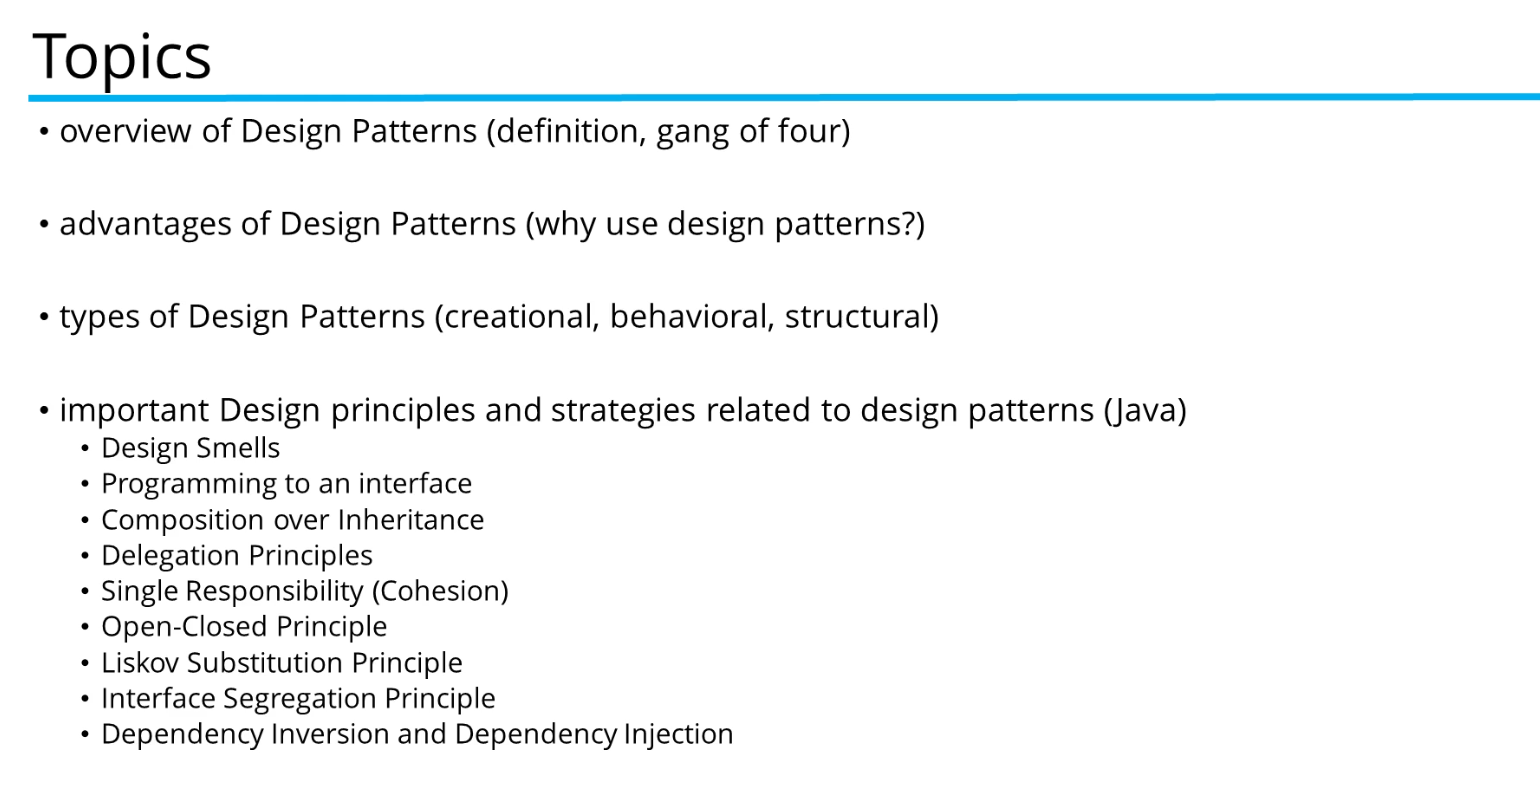 Topics
• overview of Design Patterns (definition, gang of four)
• advantages of Design Patterns (why use design patterns?)
• types of Design Patterns (creational, behavioral, structural)
• important Design principles and strategies related to design patterns (Java)
• Design Smells
• Programming to an interface
• Composition over Inheritance
• Delegation Principles
• Single Responsibility (Cohesion)
• Open-Closed Principle
• Liskov Substitution Principle
• Interface Segregation Principle
• Dependency Inversion and Dependency Injection